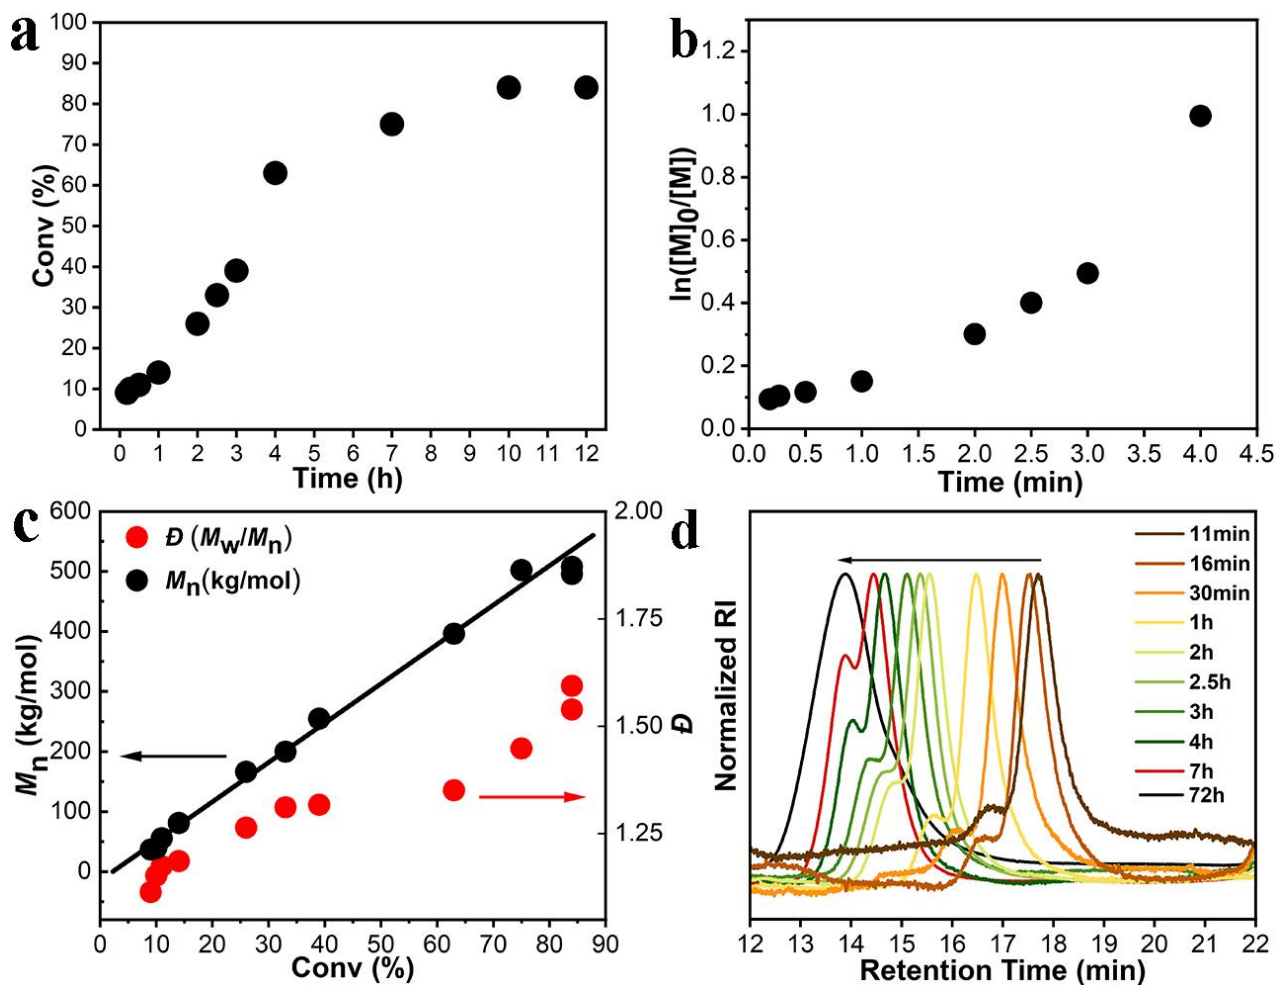 a
100
90
80
70
60
50
40
30
20
10
0
Conv (%)
0 1 2 3 4 5 6 7 8 9 10 11 12
Time (h)
b
1.2
1.0
0.8
0.6
0.4
0.2
0.0
ln([M]0/[M])
0.0 0.5 1.0 1.5 2.0 2.5 3.0 3.5 4.0 4.5
Time (min)
c
600
500
400
300
200
100
0
Mn (kg/mol)
Đ (Mw/Mn)
Mn(kg/mol)
2.00
1.75
1.50
1.25
Đ
0 10 20 30 40 50 60 70 80 90
Conv (%)
d
Normalized RI
11min
16min
30min
1h
2h
2.5h
3h
4h
7h
72h
12 13 14 15 16 17 18 19 20 21 22
Retention Time (min)